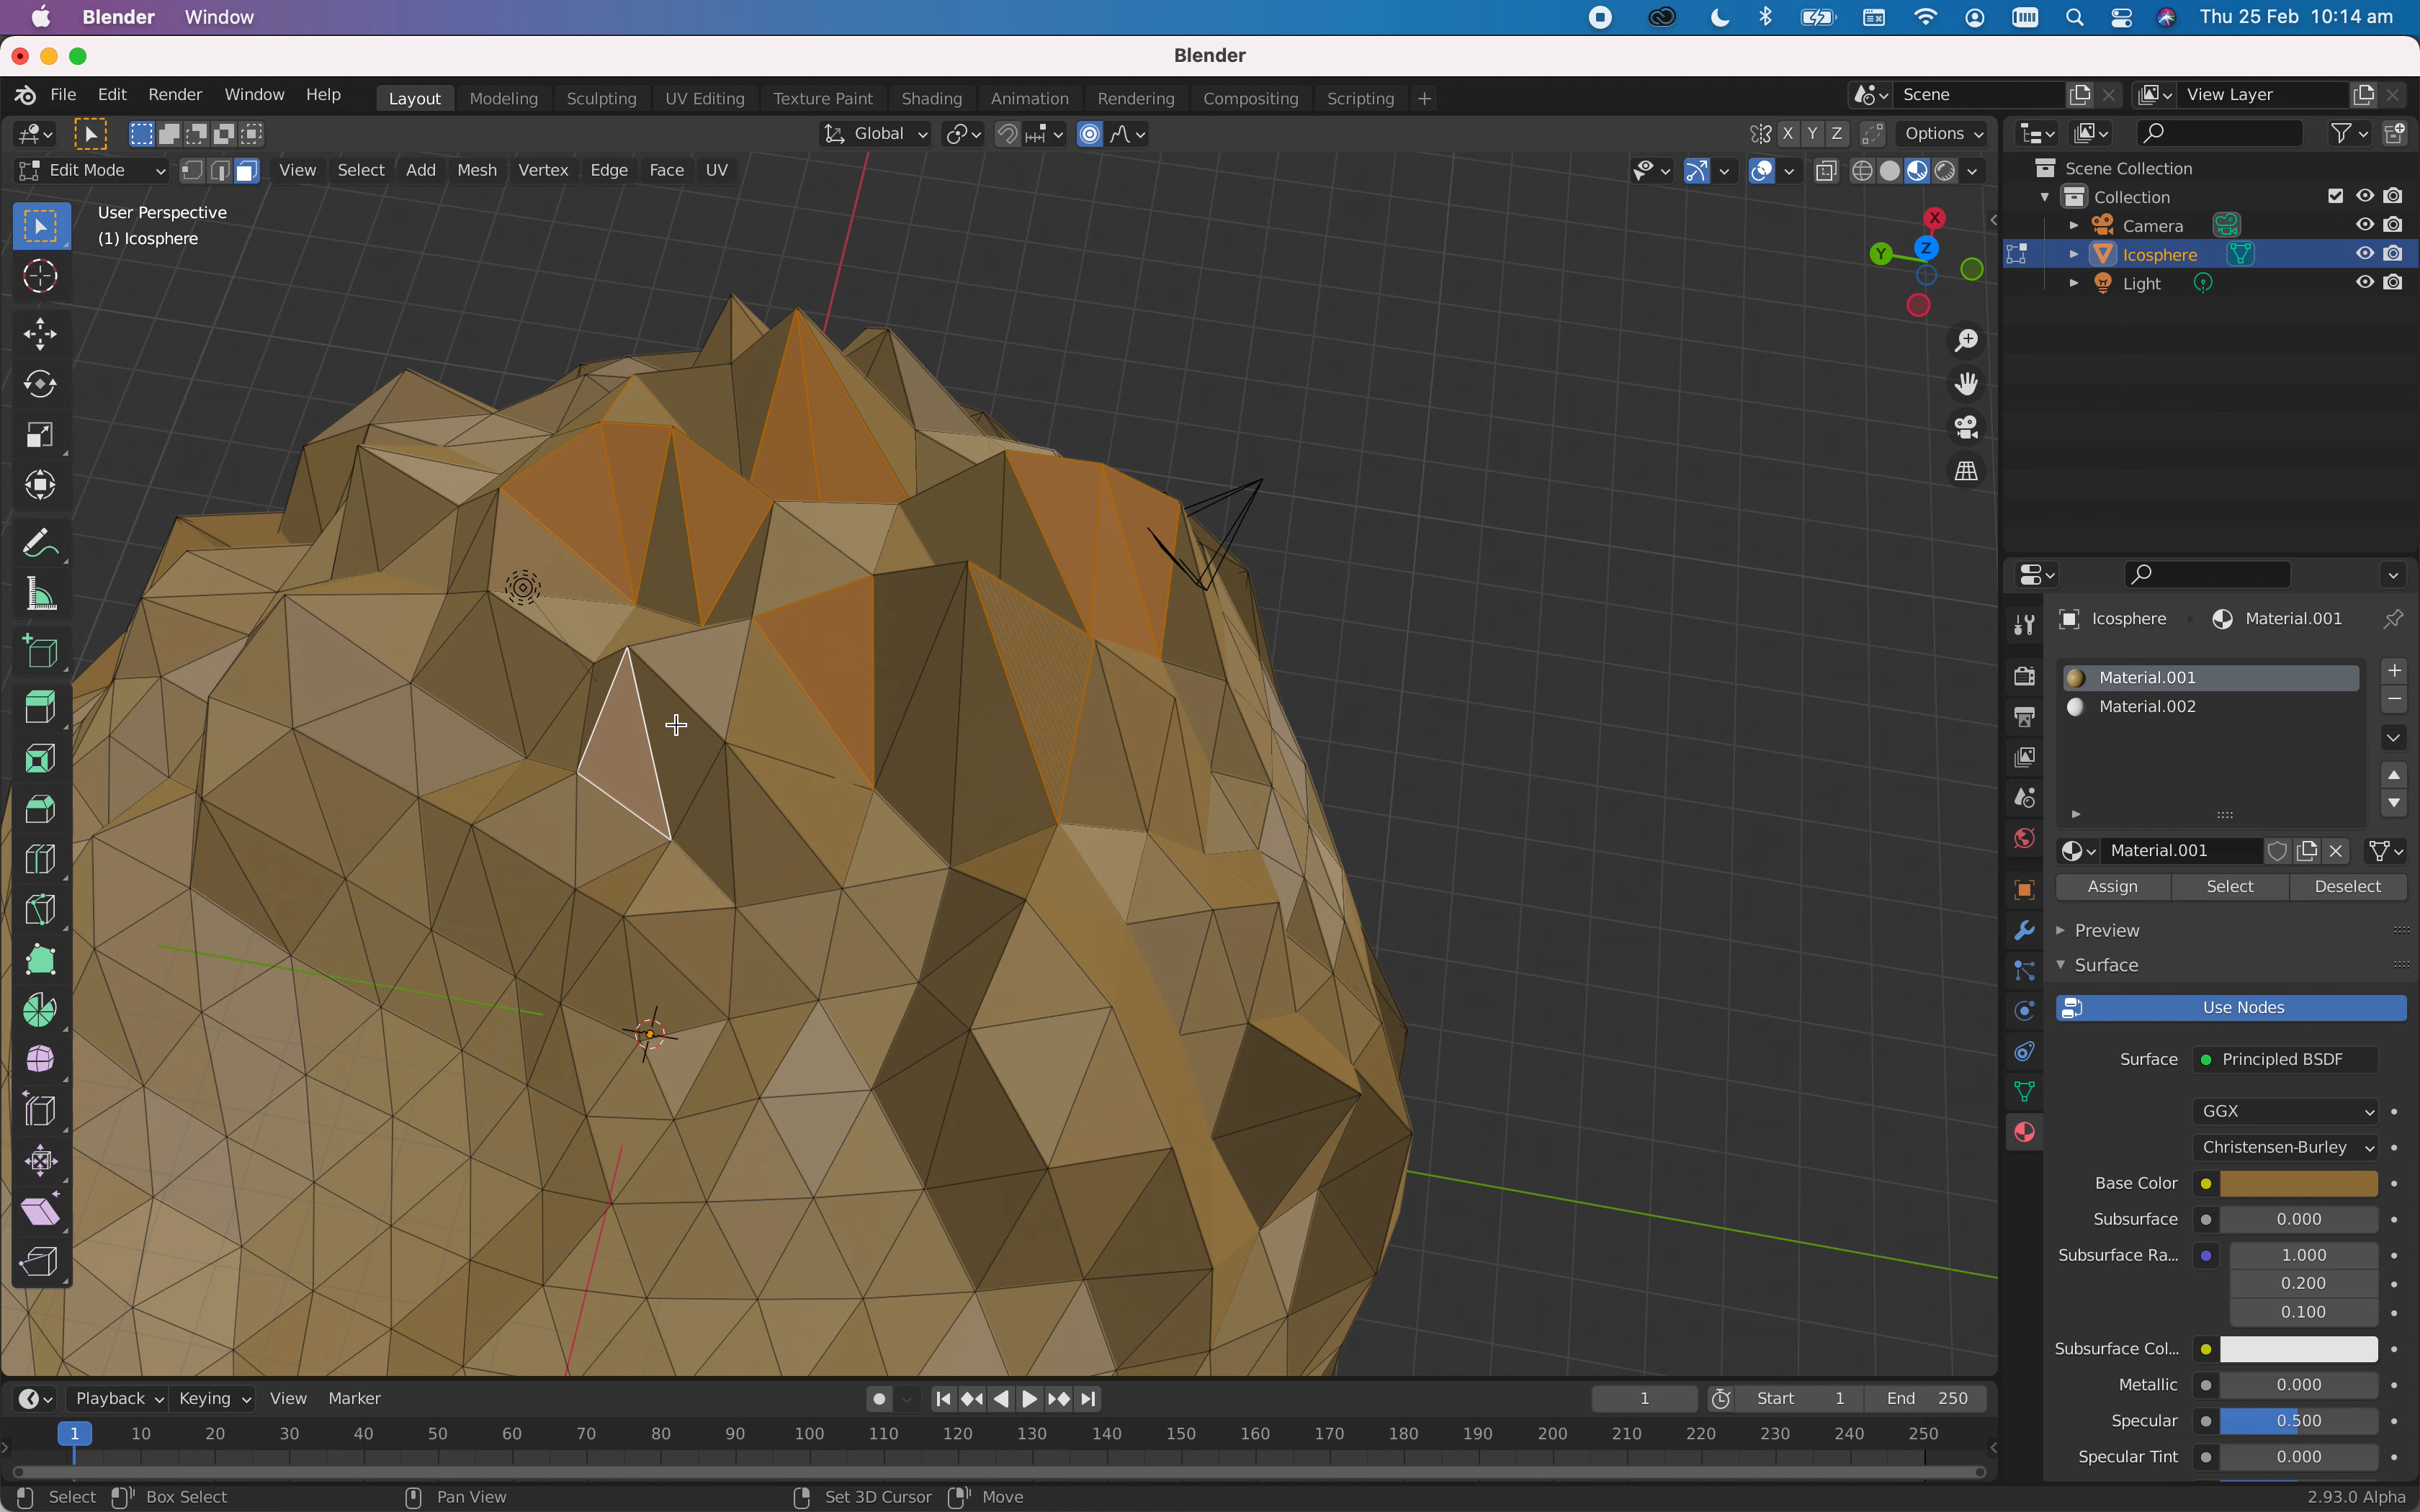 Blender Window Thu 25 Feb 10:14 am
Blender
File Edit Render Window Help Layout Modeling Sculpting UV Editing Texture Paint Shading Animation Rendering Compositing Scripting + Scene View Layer
Global X Y Z Options
Edit Mode View Select Add Mesh Vertex Edge Face UV
User Perspective
(1) Icosphere
X
Y
Z
Scene Collection
Collection
Camera
Icosphere
Light
Icosphere Material.001
Material.001
Material.002
Material.001
Assign Select Deselect
Preview
Surface
Use Nodes
Surface Principled BSDF
GGX
Christensen-Burley
Base Color
Subsurface 0.000
Subsurface Ra... 1.000
0.200
0.100
Subsurface Col...
Metallic 0.000
Specular 0.500
Specular Tint 0.000
Playback Keying View Marker 1 Start 1 End 250
1 10 20 30 40 50 60 70 80 90 100 110 120 130 140 150 160 170 180 190 200 210 220 230 240 250
Select Box Select Pan View Set 3D Cursor Move 2.93.0 Alpha